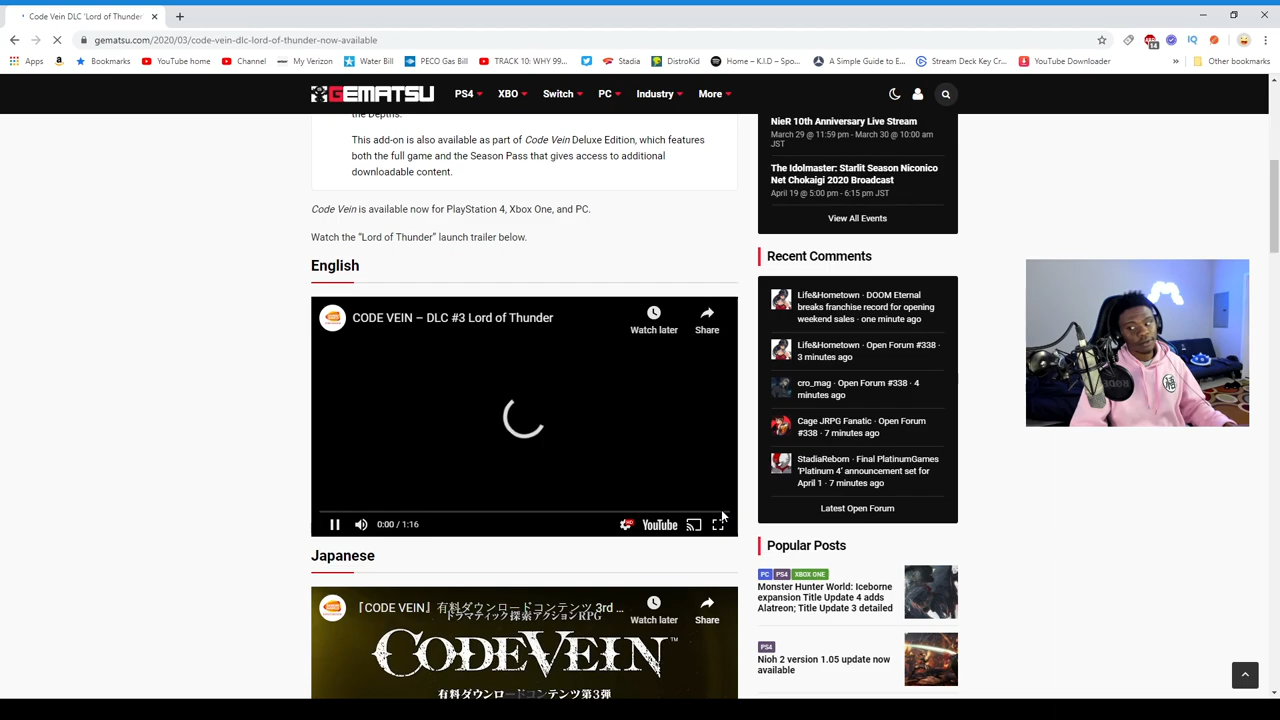 Code Vein DLC 'Lord of Thunder'
gematsu.com/2020/03/code-vein-dlc-lord-of-thunder-now-available
14
IQ
Apps
Bookmarks
YouTube home
Channel
My Verizon
Water Bill
PECO Gas Bill
TRACK 10: WHY 99...
Stadia
DistroKid
Home – K.I.D – Spo...
A Simple Guide to E...
Stream Deck Key Cr...
YouTube Downloader
»
Other bookmarks
GEMATSU
PS4
XBO
Switch
PC
Industry
More
the Depths.
This add-on is also available as part of Code Vein Deluxe Edition, which features
both the full game and the Season Pass that gives access to additional
downloadable content.
Code Vein is available now for PlayStation 4, Xbox One, and PC.
Watch the “Lord of Thunder” launch trailer below.
English
CODE VEIN – DLC #3 Lord of Thunder
Watch later
Share
0:00 / 1:16
HD
YouTube
Japanese
『CODE VEIN』有料ダウンロードコンテンツ 3rd ...
ドラマティック探索アクションRPG
Watch later
Share
CODE VEIN™
有料ダウンロードコンテンツ第3弾
NieR 10th Anniversary Live Stream
March 29 @ 11:59 pm - March 30 @ 10:00 am
JST
The Idolmaster: Starlit Season Niconico
Net Chokaigi 2020 Broadcast
April 19 @ 5:00 pm - 6:15 pm JST
View All Events
Recent Comments
Life&Hometown · DOOM Eternal
breaks franchise record for opening
weekend sales · one minute ago
Life&Hometown · Open Forum #338 ·
3 minutes ago
cro_mag · Open Forum #338 · 4
minutes ago
Cage JRPG Fanatic · Open Forum
#338 · 7 minutes ago
StadiaReborn · Final PlatinumGames
‘Platinum 4’ announcement set for
April 1 · 7 minutes ago
Latest Open Forum
Popular Posts
PC PS4 XBOX ONE
Monster Hunter World: Iceborne
expansion Title Update 4 adds
Alatreon; Title Update 3 detailed
PS4
Nioh 2 version 1.05 update now
available
RODE